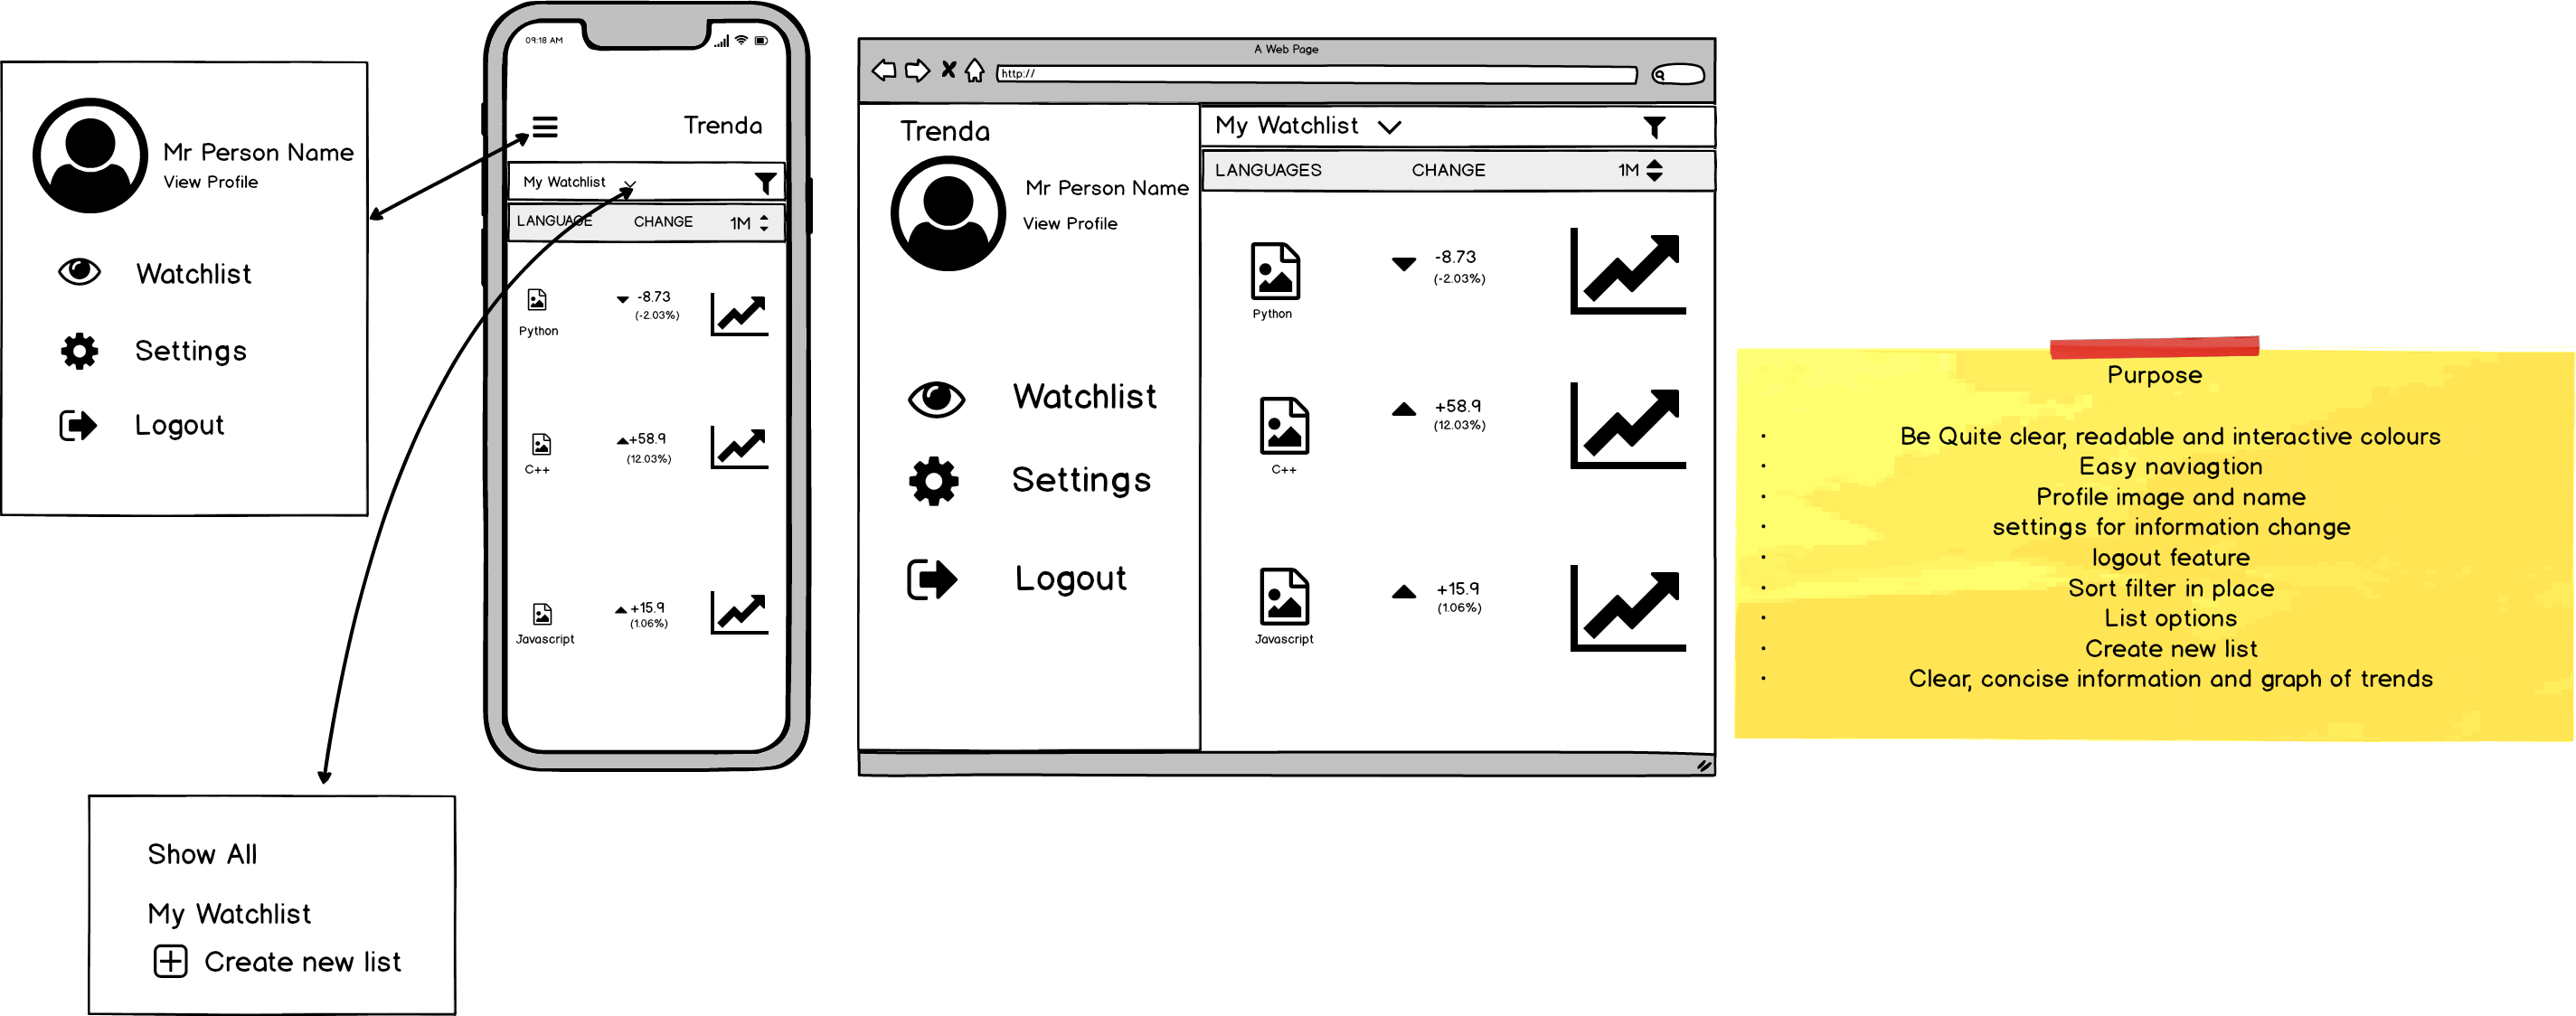 Mr Person Name
View Profile
Watchlist
Settings
Logout
Show All
My Watchlist
Create new list
09:18 AM
Trenda
My Watchlist
LANGUAGE CHANGE 1M
-8.73
(-2.03%)
Python
+58.9
(12.03%)
C++
+15.9
(1.06%)
Javascript
A Web Page
http://
Trenda
Mr Person Name
View Profile
Watchlist
Settings
Logout
My Watchlist
LANGUAGES CHANGE 1M
-8.73
(-2.03%)
Python
+58.9
(12.03%)
C++
+15.9
(1.06%)
Javascript
Purpose
• Be Quite clear, readable and interactive colours
• Easy naviagtion
• Profile image and name
• settings for information change
• logout feature
• Sort filter in place
• List options
• Create new list
• Clear, concise information and graph of trends